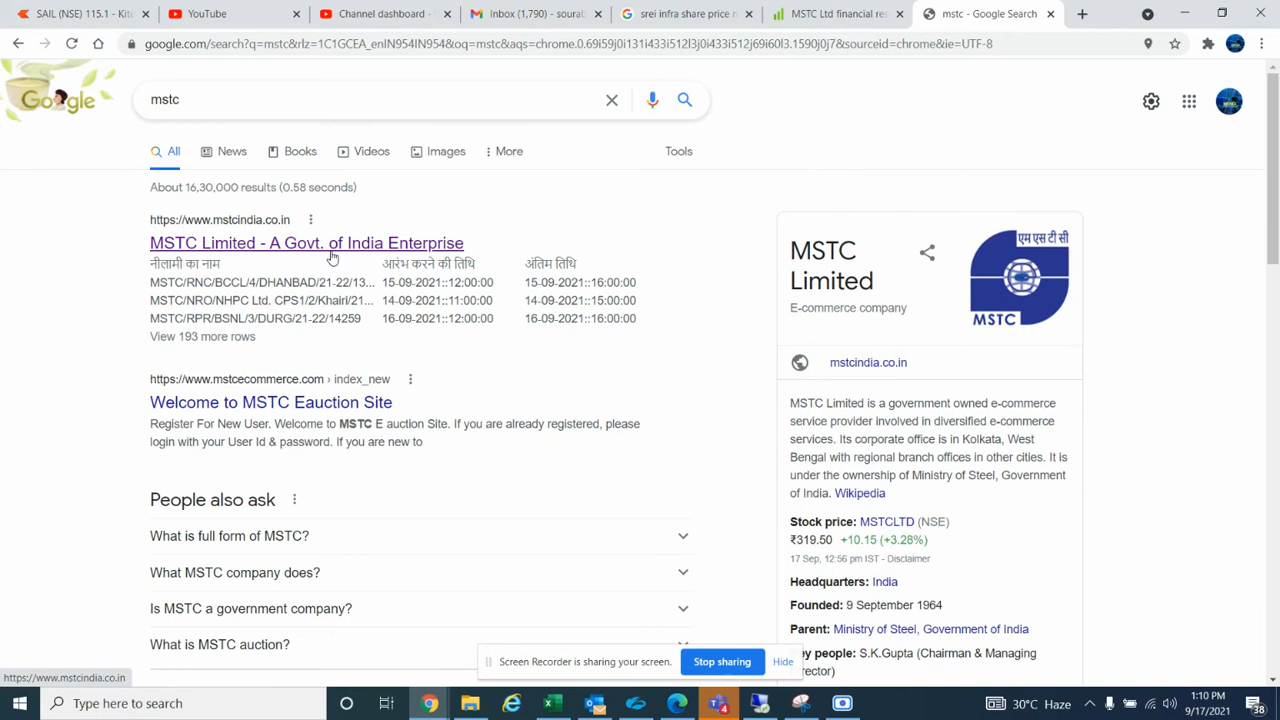 SAIL (NSE) 115.1 - Kite
YouTube
Channel dashboard -
Inbox (1,790) - sourab
srei infra share price n
MSTC Ltd financial res
mstc - Google Search
google.com/search?q=mstc&rlz=1C1GCEA_enIN954IN954&oq=mstc&aqs=chrome.0.69i59j0i131i433i512l3j0i433i512j69i60l3.1590j0j7&sourceid=chrome&ie=UTF-8
Google
mstc
All
News
Books
Videos
Images
More
Tools
About 16,30,000 results (0.58 seconds)
https://www.mstcindia.co.in
MSTC Limited - A Govt. of India Enterprise
नीलामी का नाम आरंभ करने की तिथि अंतिम तिथि
MSTC/RNC/BCCL/4/DHANBAD/21-22/13... 15-09-2021::12:00:00 15-09-2021::16:00:00
MSTC/NRO/NHPC Ltd. CPS1/2/Khairi/21... 14-09-2021::11:00:00 14-09-2021::15:00:00
MSTC/RPR/BSNL/3/DURG/21-22/14259 16-09-2021::12:00:00 16-09-2021::16:00:00
View 193 more rows
https://www.mstcecommerce.com › index_new
Welcome to MSTC Eauction Site
Register For New User. Welcome to MSTC E auction Site. If you are already registered, please
login with your User Id & password. If you are new to
People also ask
What is full form of MSTC?
What MSTC company does?
Is MSTC a government company?
What is MSTC auction?
MSTC
Limited
E-commerce company
एम एस टी सी
MSTC
mstcindia.co.in
MSTC Limited is a government owned e-commerce
service provider involved in diversified e-commerce
services. Its corporate office is in Kolkata, West
Bengal with regional branch offices in other cities. It is
under the ownership of Ministry of Steel, Government
of India. Wikipedia
Stock price: MSTCLTD (NSE)
₹319.50 +10.15 (+3.28%)
17 Sep, 12:56 pm IST - Disclaimer
Headquarters: India
Founded: 9 September 1964
Parent: Ministry of Steel, Government of India
ey people: S.K.Gupta (Chairman & Managing
irector)
Screen Recorder is sharing your screen.
Stop sharing
Hide
https://www.mstcindia.co.in
Type here to search
4
30°C Haze
1:10 PM
9/17/2021
38